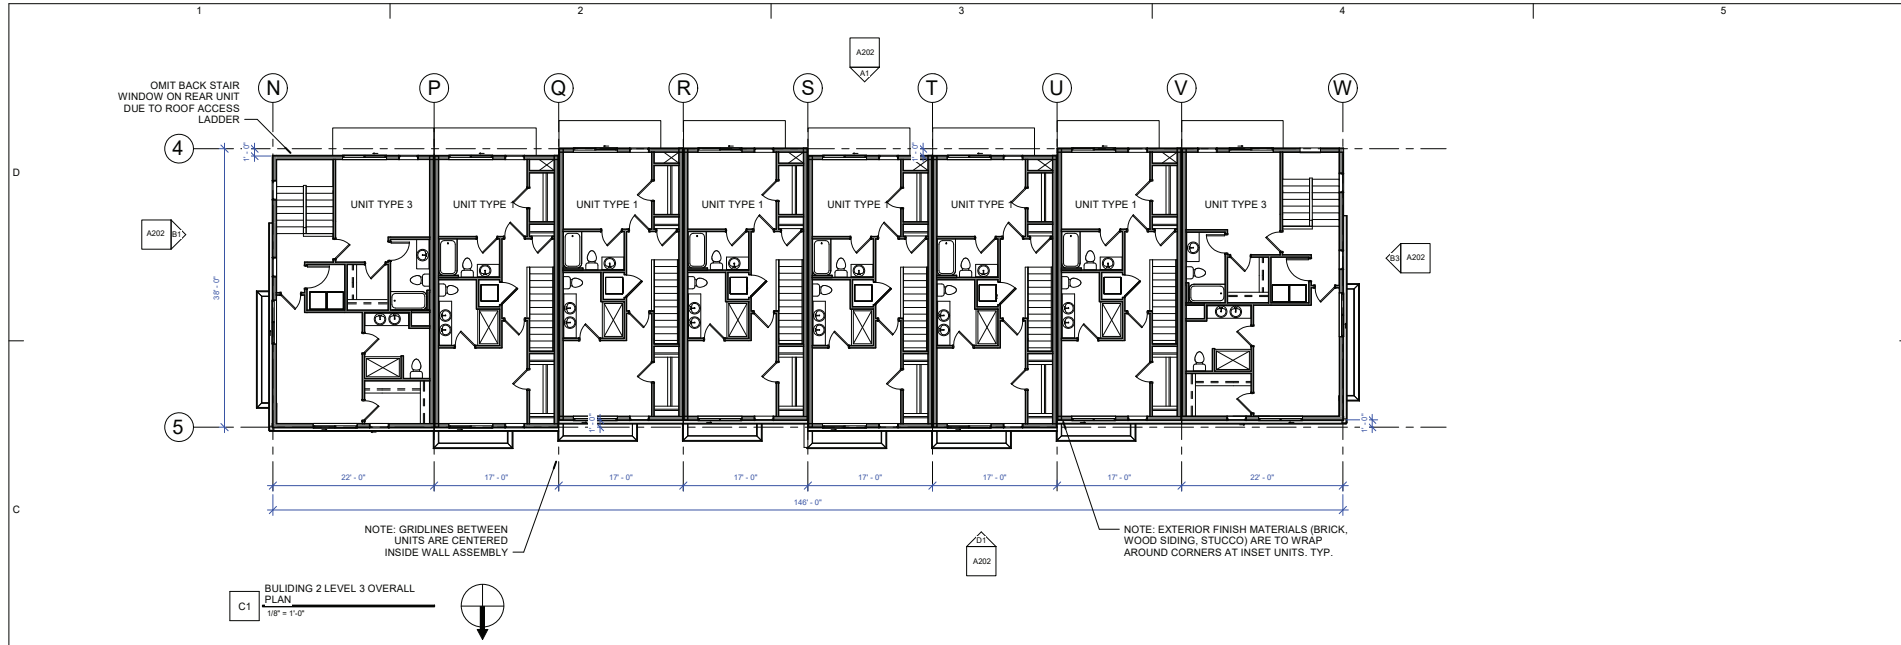 1 2 3 4 5
A202
A1
OMIT BACK STAIR
WINDOW ON REAR UNIT
DUE TO ROOF ACCESS
LADDER
N P Q R S T U V W
4
1' - 0"
1' - 0"
D
UNIT TYPE 3 UNIT TYPE 1 UNIT TYPE 1 UNIT TYPE 1 UNIT TYPE 1 UNIT TYPE 1 UNIT TYPE 1 UNIT TYPE 3
A202 B1
B3 A202
38' - 0"
5
1' - 0"
1' - 0"
22' - 0" 17' - 0" 17' - 0" 17' - 0" 17' - 0" 17' - 0" 17' - 0" 22' - 0"
146' - 0"
C
NOTE: GRIDLINES BETWEEN
UNITS ARE CENTERED
INSIDE WALL ASSEMBLY
D1
A202
NOTE: EXTERIOR FINISH MATERIALS (BRICK,
WOOD SIDING, STUCCO) ARE TO WRAP
AROUND CORNERS AT INSET UNITS. TYP.
C1
BULIDING 2 LEVEL 3 OVERALL
PLAN
1/8" = 1'-0"